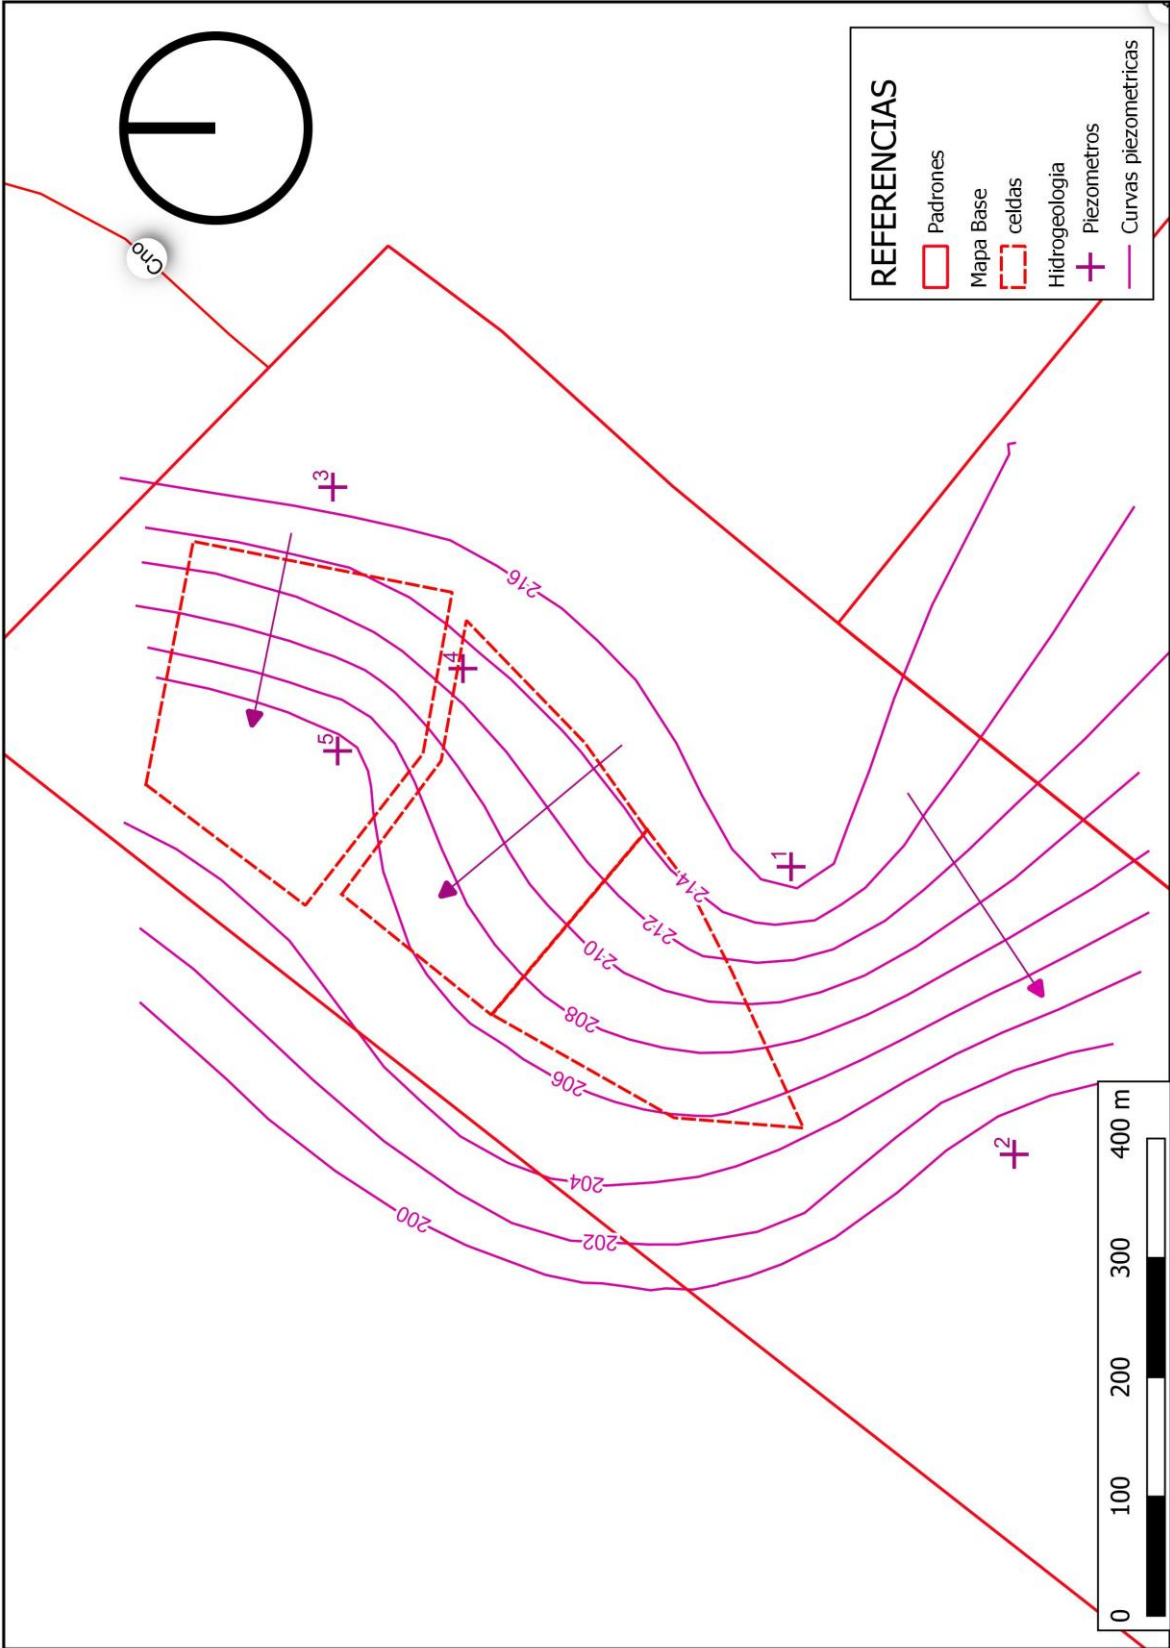 Cno
REFERENCIAS
Padrones
Mapa Base
celdas
Hidrogeologia
Piezometros
Curvas piezometricas
3
4
5
1
2
216
214
212
210
208
206
204
202
200
0 100 200 300 400 m